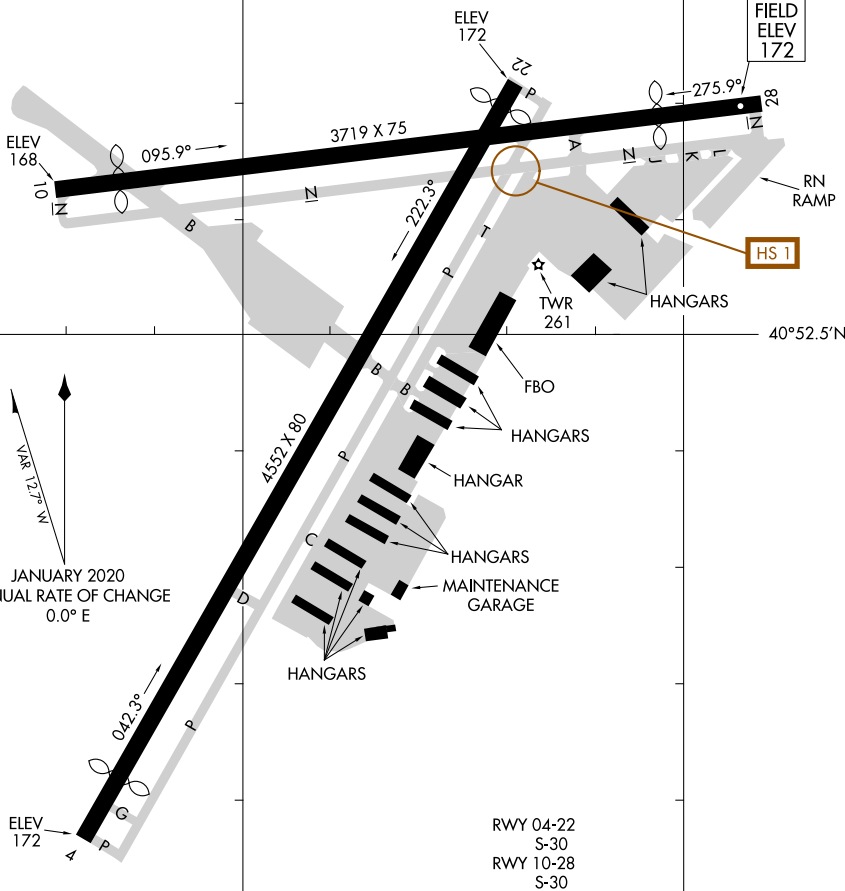 ELEV
172
FIELD
ELEV
172
22
P
275.9°
28
N
ELEV
168
095.9°
3719 X 75
A
N
J
K
L
10
N
N
RN
RAMP
B
222.3°
T
P
HS 1
TWR
261
HANGARS
40°52.5'N
FBO
B
B
HANGARS
VAR 12.7° W
4552 X 80
P
HANGAR
C
HANGARS
JANUARY 2020
NUAL RATE OF CHANGE
0.0° E
D
MAINTENANCE
GARAGE
HANGARS
042.3°
P
G
ELEV
172
4
P
RWY 04-22
S-30
RWY 10-28
S-30